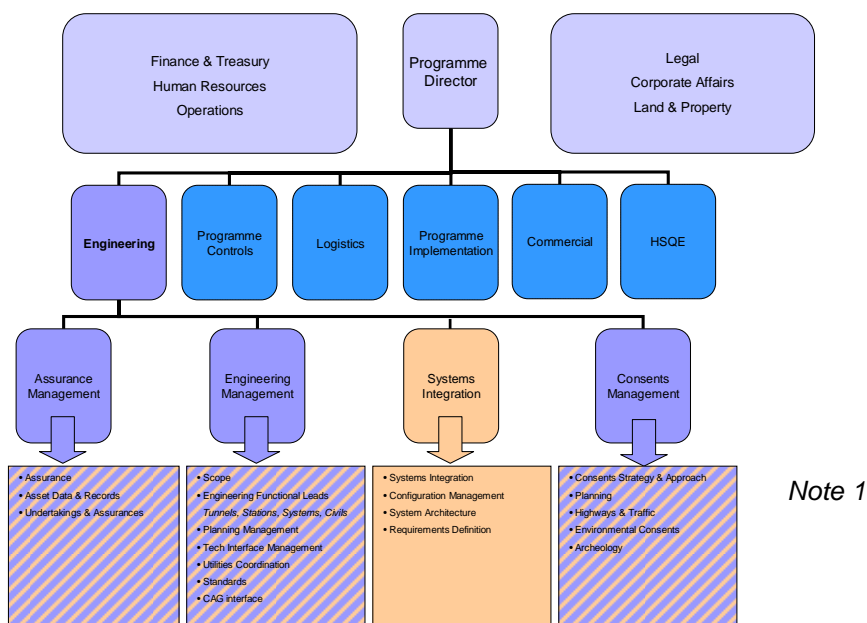 Finance & Treasury
Human Resources
Operations
Programme
Director
Legal
Corporate Affairs
Land & Property
Engineering
Programme
Controls
Logistics
Programme
Implementation
Commercial
HSQE
Assurance
Management
Engineering
Management
Systems
Integration
Consents
Management
• Assurance
• Asset Data & Records
• Undertakings & Assurances
• Scope
• Engineering Functional Leads
Tunnels, Stations, Systems, Civils
• Planning Management
• Tech Interface Management
• Utilities Coordination
• Standards
• CAG interface
• Systems Integration
• Configuration Management
• System Architecture
• Requirements Definition
• Consents Strategy & Approach
• Planning
• Highways & Traffic
• Environmental Consents
• Archeology
Note 1